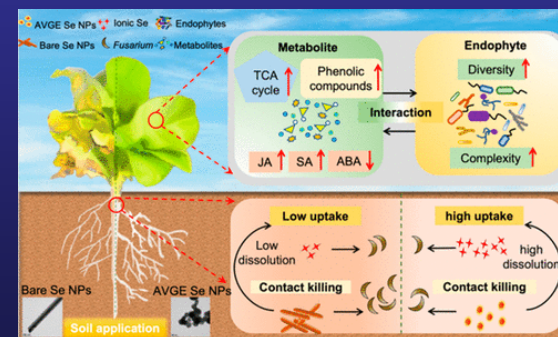 AVGE Se NPs Ionic Se Endophytes
Bare Se NPs Fusarium Metabolites
Metabolite
Endophyte
TCA
cycle
Phenolic
compounds
Diversity
Interaction
JA SA ABA
Complexity
Low uptake
high uptake
Low
dissolution
high
dissolution
Contact killing
Contact killing
Bare Se NPs
AVGE Se NPs
Soil application